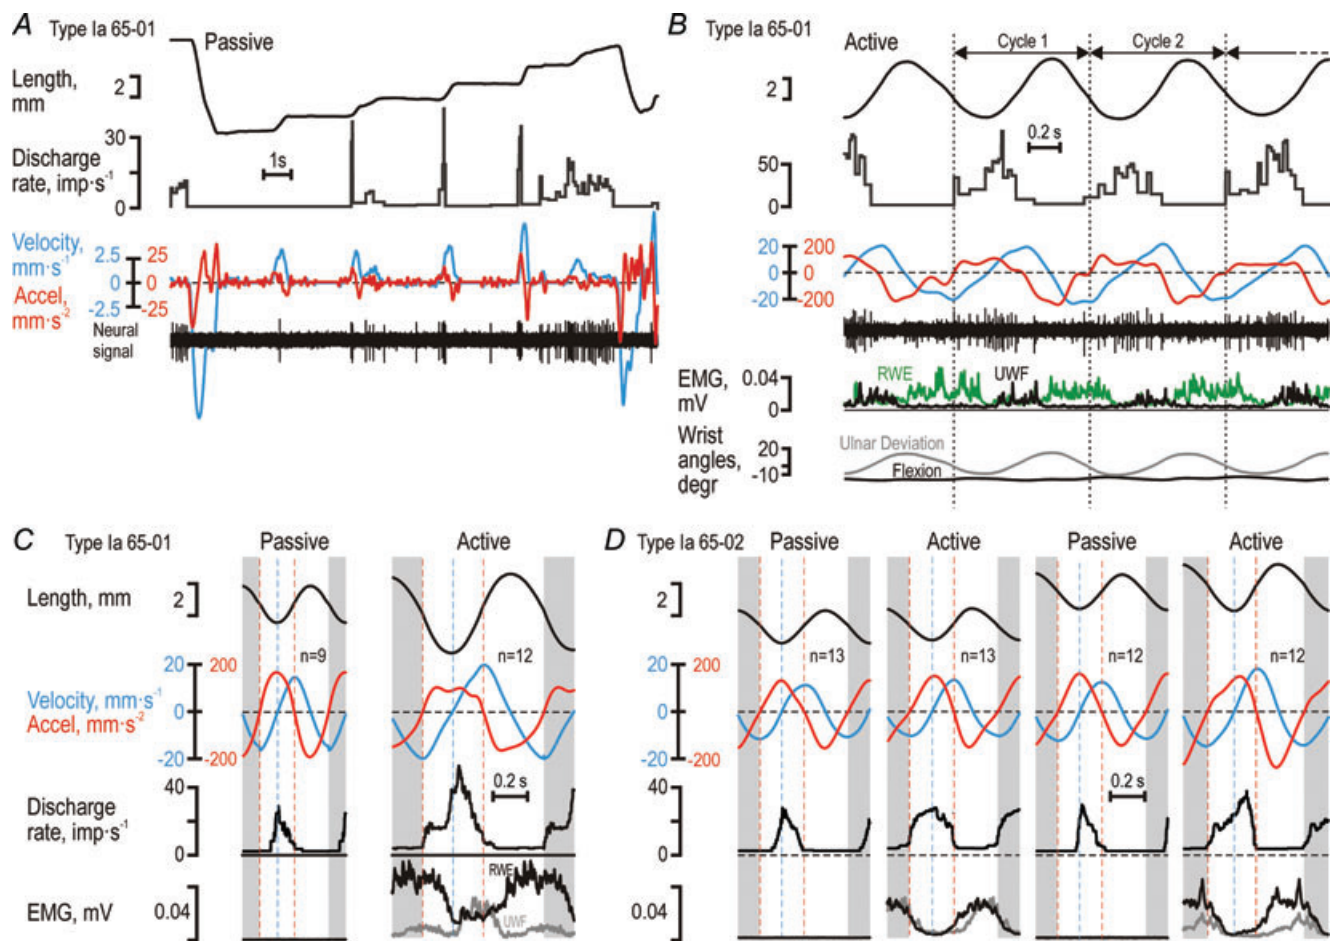 A Type Ia 65-01
Passive
Length, mm
2
Discharge rate, imp·s-1
30
0
1s
Velocity, mm·s-1
2.5
0
-2.5
Accel, mm·s-2
25
0
-25
Neural signal
B Type Ia 65-01
Active
Cycle 1
Cycle 2
2
0.2 s
50
0
20
0
-20
200
0
-200
EMG, mV
0.04
0
RWE
UWF
Wrist angles, degr
20
-10
Ulnar Deviation
Flexion
C Type Ia 65-01
Passive
Active
Length, mm
2
n=9
n=12
Velocity, mm·s-1
Accel, mm·s-2
20
0
-20
200
-200
Discharge rate, imp·s-1
40
0
0.2 s
EMG, mV
0.04
RWE
UWF
D Type Ia 65-02
Passive
Active
Passive
Active
2
n=13
n=13
n=12
n=12
20
0
-20
200
-200
40
0
0.2 s
0.04